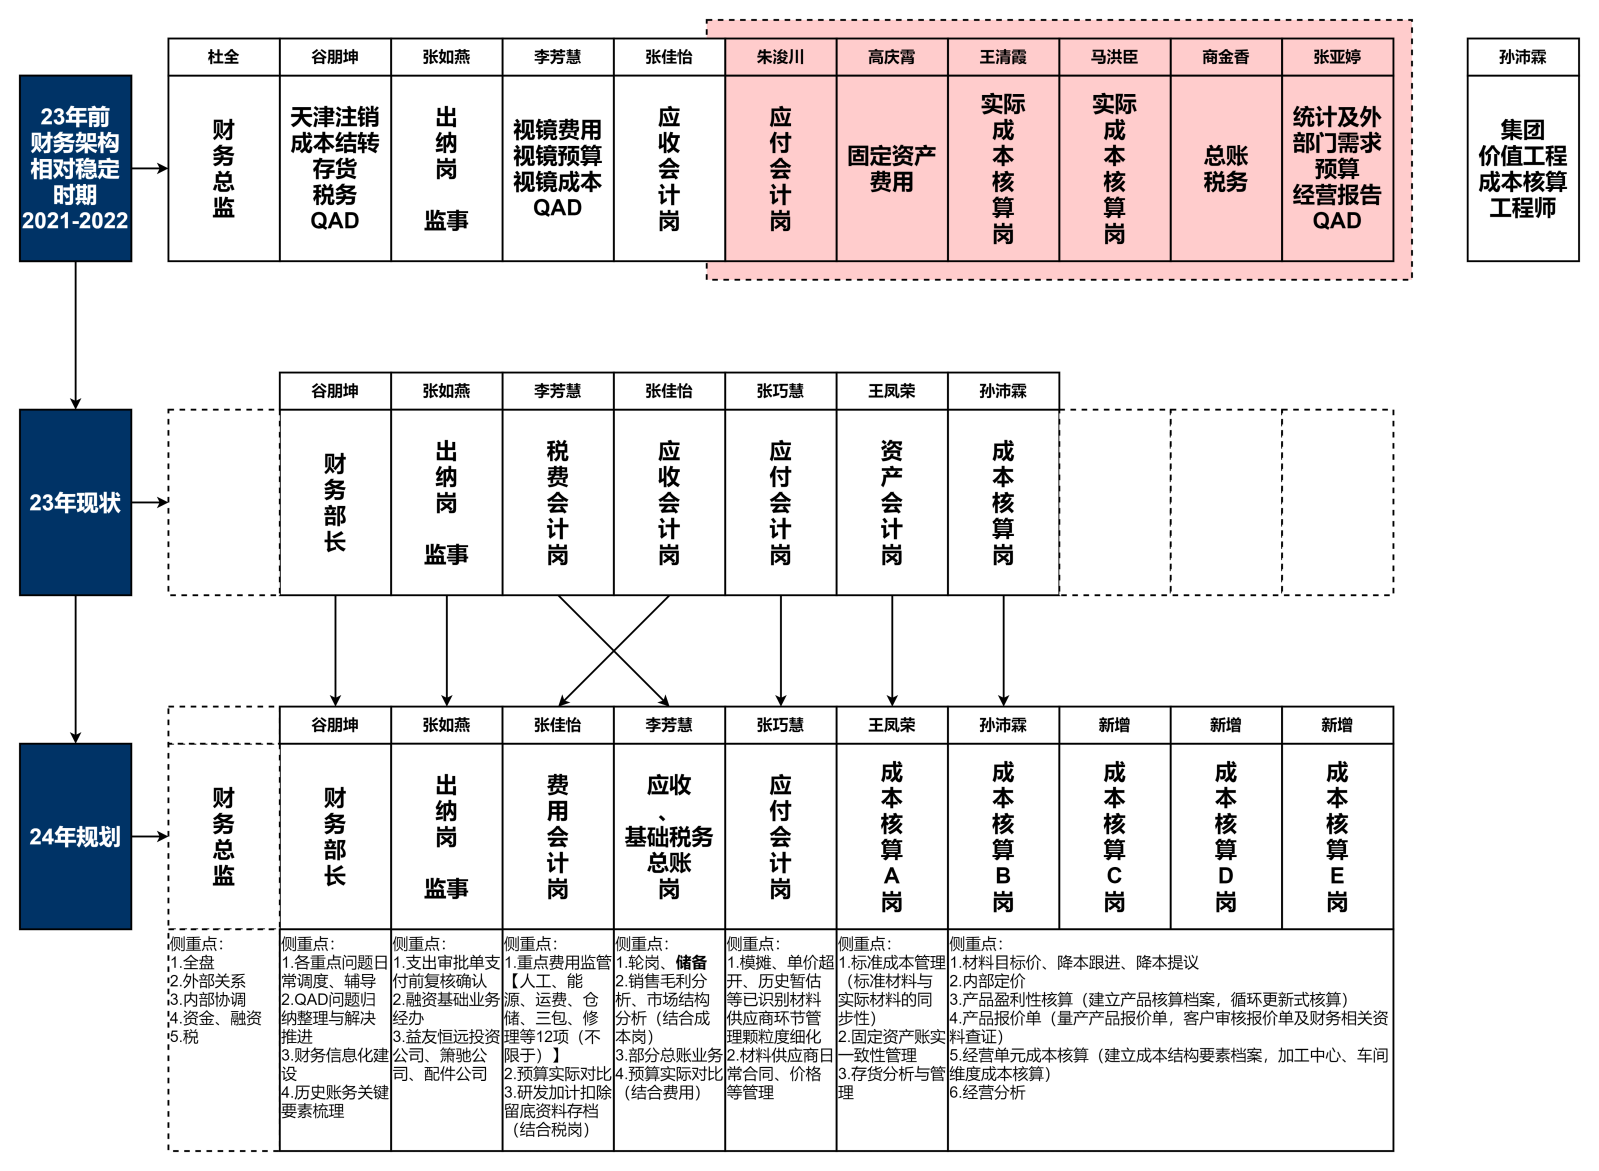 杜全
谷朋坤
张如燕
李芳慧
张佳怡
朱浚川
高庆霄
王清霞
马洪臣
商金香
张亚婷
孙沛霖
23年前
财务架构
相对稳定
时期
2021-2022
财
务
总
监
天津注销
成本结转
存货
税务
QAD
出
纳
岗
监事
视镜费用
视镜预算
视镜成本
QAD
应
收
会
计
岗
应
付
会
计
岗
固定资产
费用
实际
成
本
核
算
岗
实际
成
本
核
算
岗
总账
税务
统计及外
部门需求
预算
经营报告
QAD
集团
价值工程
成本核算
工程师
谷朋坤
张如燕
李芳慧
张佳怡
张巧慧
王凤荣
孙沛霖
23年现状
财
务
部
长
出
纳
岗
监事
税
费
会
计
岗
应
收
会
计
岗
应
付
会
计
岗
资
产
会
计
岗
成
本
核
算
岗
谷朋坤
张如燕
张佳怡
李芳慧
张巧慧
王凤荣
孙沛霖
新增
新增
新增
24年规划
财
务
总
监
财
务
部
长
出
纳
岗
监事
费
用
会
计
岗
应收
、
基础税务
总账
岗
应
付
会
计
岗
成
本
核
算
A
岗
成
本
核
算
B
岗
成
本
核
算
C
岗
成
本
核
算
D
岗
成
本
核
算
E
岗
侧重点：
1.全盘
2.外部关系
3.内部协调
4.资金、融资
5.税
侧重点：
1.各重点问题日
常调度、辅导
2.QAD问题归
纳整理与解决
推进
3.财务信息化建
设
4.历史账务关键
要素梳理
侧重点：
1.支出审批单支
付前复核确认
2.融资基础业务
经办
3.益友恒远投资
公司、箫驰公
司、配件公司
侧重点：
1.重点费用监管
【人工、能
源、运费、仓
储、三包、修
理等12项（不
限于）】
2.预算实际对比
3.研发加计扣除
留底资料存档
（结合税岗）
侧重点：
1.轮岗、储备
2.销售毛利分
析、市场结构
分析（结合成
本岗）
3.部分总账业务
4.预算实际对比
（结合费用）
侧重点：
1.模摊、单价超
开、历史暂估
等已识别材料
供应商环节管
理颗粒度细化
2.材料供应商日
常合同、价格
等管理
侧重点：
1.标准成本管理
（标准材料与
实际材料的同
步性）
2.固定资产账实
一致性管理
3.存货分析与管
理
侧重点：
1.材料目标价、降本跟进、降本提议
2.内部定价
3.产品盈利性核算（建立产品核算档案，循环更新式核算）
4.产品报价单（量产产品报价单，客户审核报价单及财务相关资
料查证）
5.经营单元成本核算（建立成本结构要素档案，加工中心、车间
维度成本核算）
6.经营分析